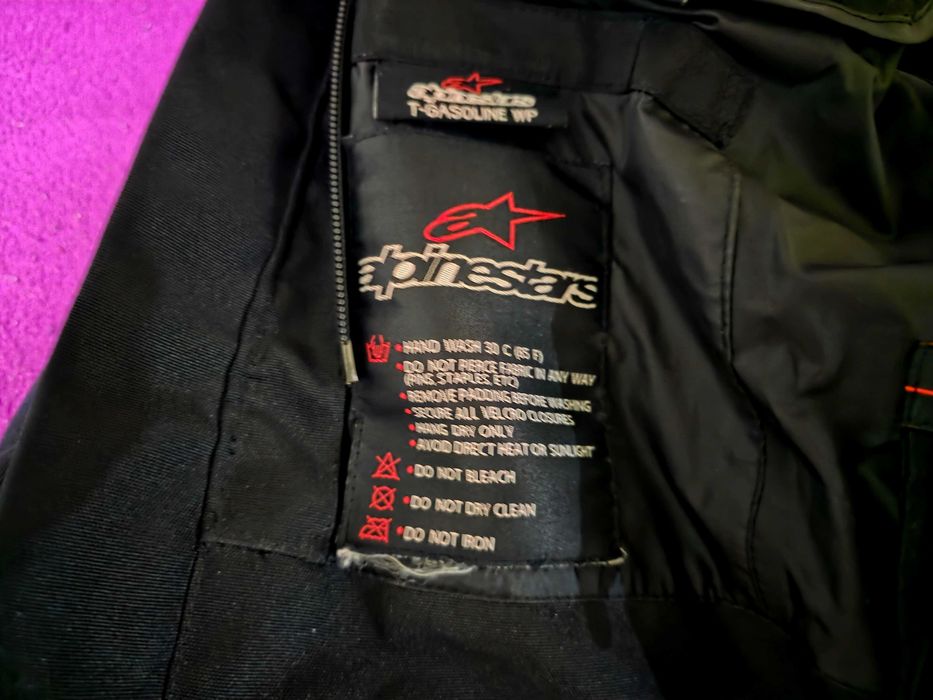 alpinestars
T-GASOLINE WP
alpinestars
• HAND WASH 30 C (85 F)
• DO NOT PIERCE FABRIC IN ANY WAY
(PINS, STAPLES, ETC)
• REMOVE PADDING BEFORE WASHING
• SECURE ALL VELCRO CLOSURES
• HANG DRY ONLY
• AVOID DIRECT HEAT OR SUNLIGHT
• DO NOT BLEACH
• DO NOT DRY CLEAN
• DO NOT IRON